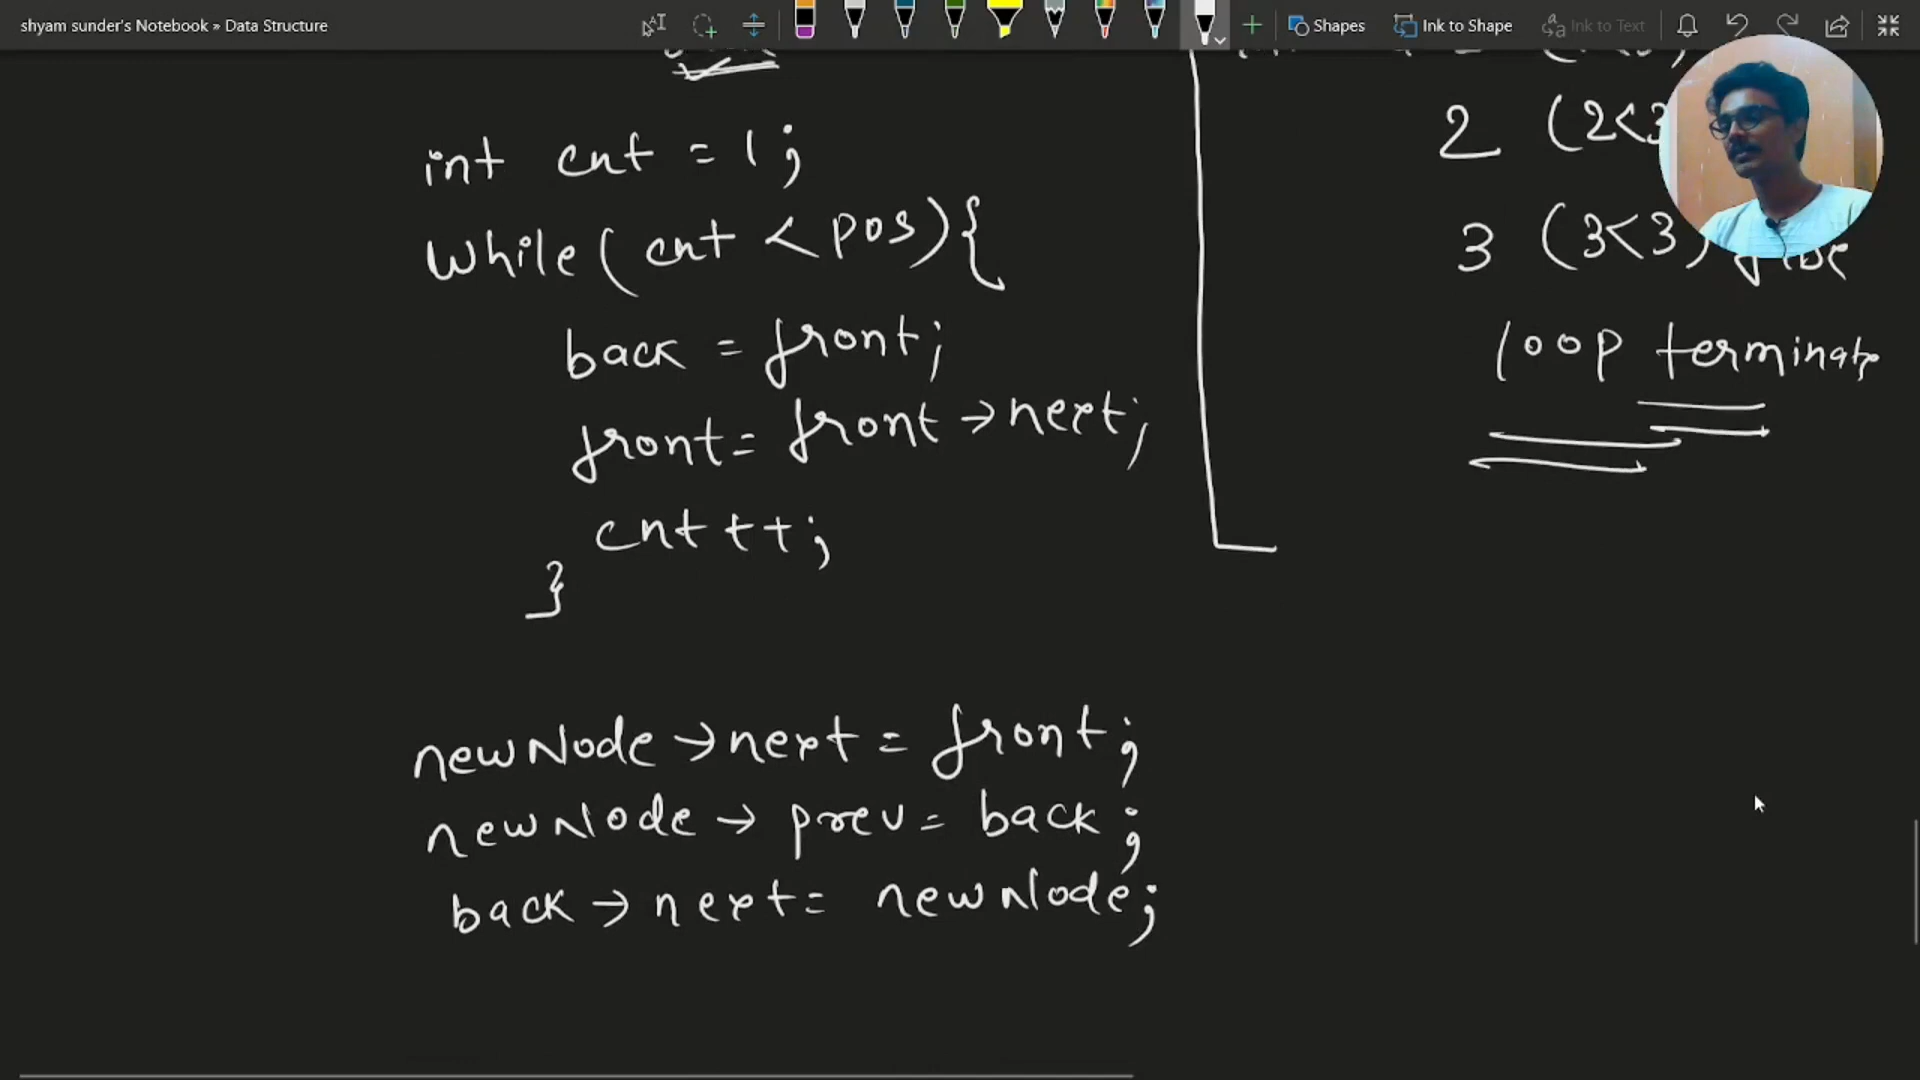 shyam sunder's Notebook » Data Structure
Shapes
Ink to Shape
Ink to Text
int cnt = 1;
while(cnt < pos){
back = front;
front = front → next;
cnt++;
}
newNode → next = front;
newNode → prev = back;
back → next = newNode;
2 (2<3
3 (3<3)
loop terminate